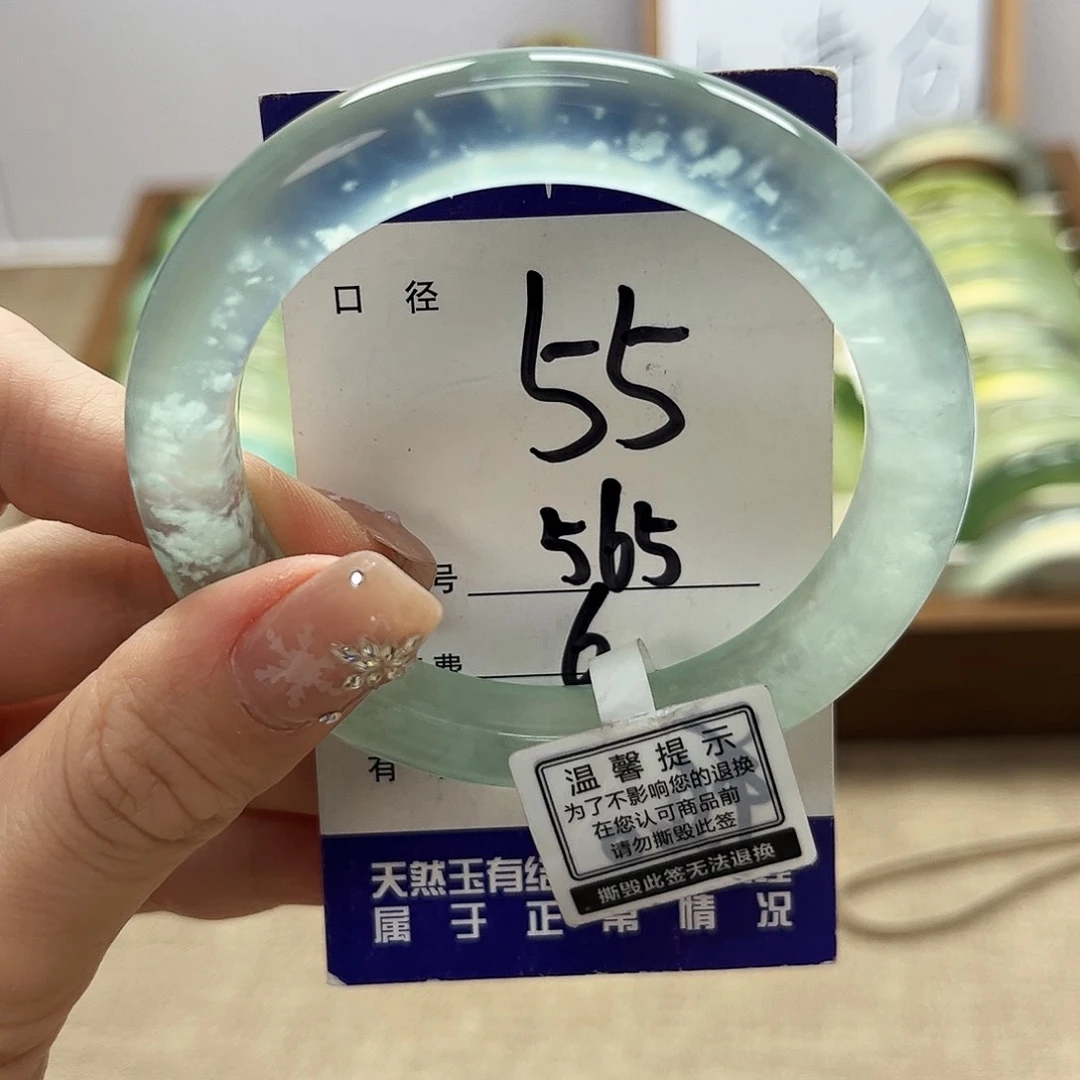 口 径
55
565
号
6
费
有
温馨提示
为了不影响您的退换
在您认可商品前
请勿撕毁此签
撕毁此签无法退换
天然玉有结
属于正常情况